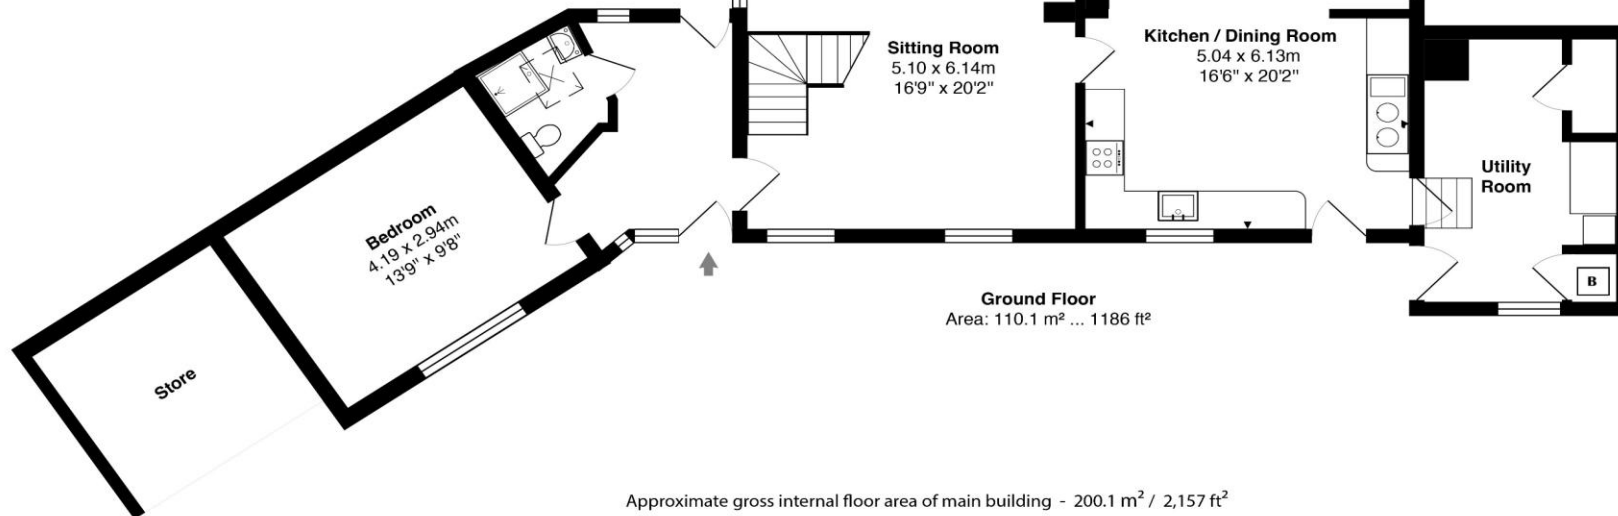 Sitting Room
5.10 x 6.14m
16'9" x 20'2"
Kitchen / Dining Room
5.04 x 6.13m
16'6" x 20'2"
Utility
Room
Bedroom
4.19 x 2.94m
13'9" x 9'8"
B
Ground Floor
Area: 110.1 m² ... 1186 ft²
Store
Approximate gross internal floor area of main building - 200.1 m² / 2,157 ft²